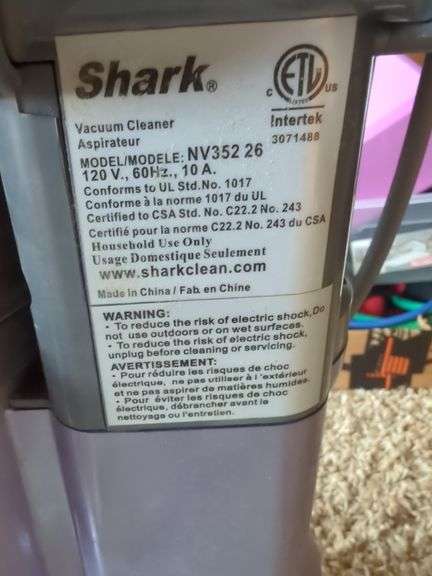 Shark®
ETL
C US
LISTED
Intertek
3071488
Vacuum Cleaner
Aspirateur
MODEL/MODELE: NV352 26
120 V., 60Hz., 10 A.
Conforms to UL Std.No. 1017
Conforme à la norme 1017 du UL
Certified to CSA Std.No. C22.2 No. 243
Certifié pour la norme C22.2 No. 243 du CSA
Household Use Only
Usage Domestique Seulement
www.sharkclean.com
Made in China / Fab. en Chine
WARNING:
• To reduce the risk of electric shock,Do
not use outdoors or on wet surfaces.
• To reduce the risk of electric shock,
unplug before cleaning or servicing.
AVERTISSEMENT:
• Pour réduire les risques de choc
électrique, ne pas utiliser à l 'extérieur
et ne pas aspirer de matières humides.
• Pour éviter les risques de choc
électrique, débrancher avant le
nettoyage ou l'entretien.